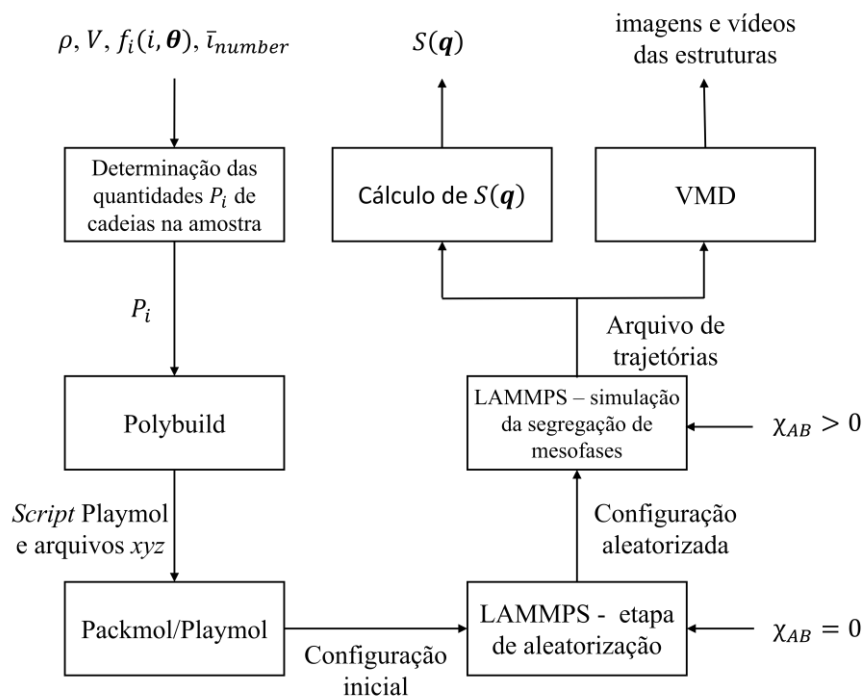 ρ, V, f_i(i, θ), ῑ_number
Determinação das
quantidades P_i de
cadeias na amostra
P_i
Polybuild
Script Playmol
e arquivos xyz
Packmol/Playmol
Configuração
inicial
LAMMPS - etapa
de aleatorização
χ_AB = 0
Configuração
aleatorizada
LAMMPS – simulação
da segregação de
mesofases
χ_AB > 0
Arquivo de
trajetórias
Cálculo de S(q)
S(q)
VMD
imagens e vídeos
das estruturas